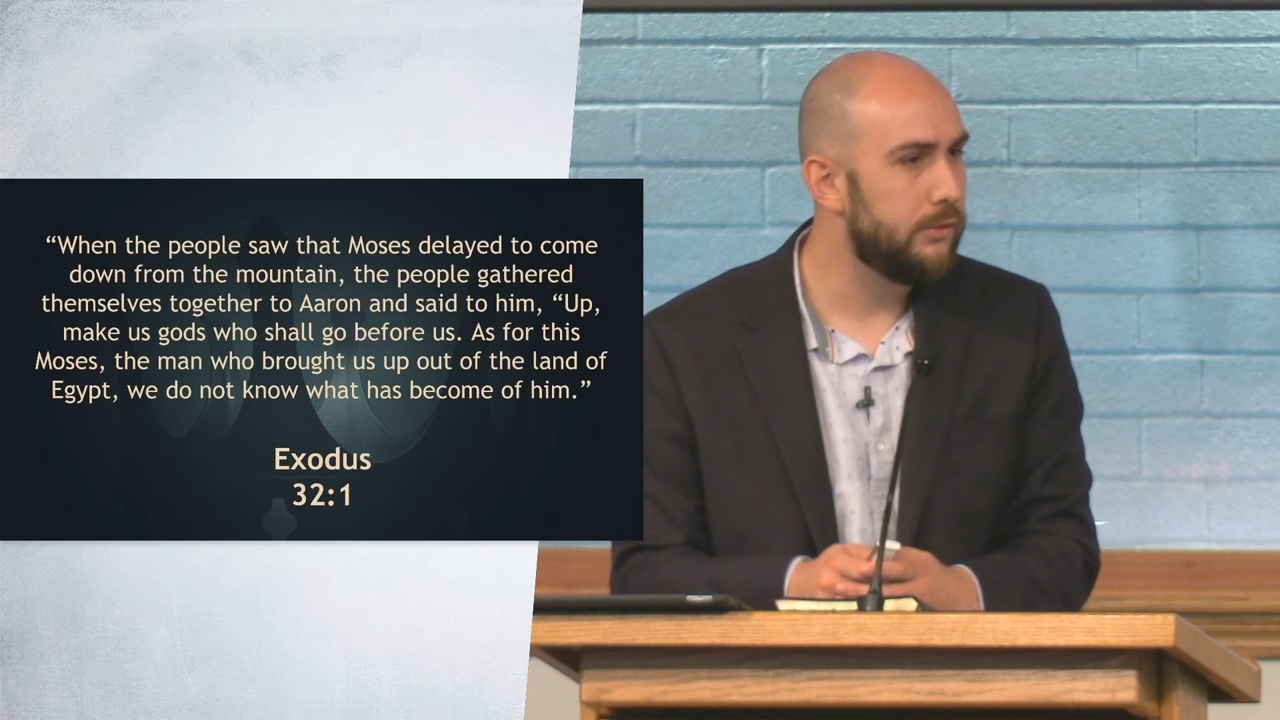 “When the people saw that Moses delayed to come
down from the mountain, the people gathered
themselves together to Aaron and said to him, “Up,
make us gods who shall go before us. As for this
Moses, the man who brought us up out of the land of
Egypt, we do not know what has become of him.”
Exodus
32:1